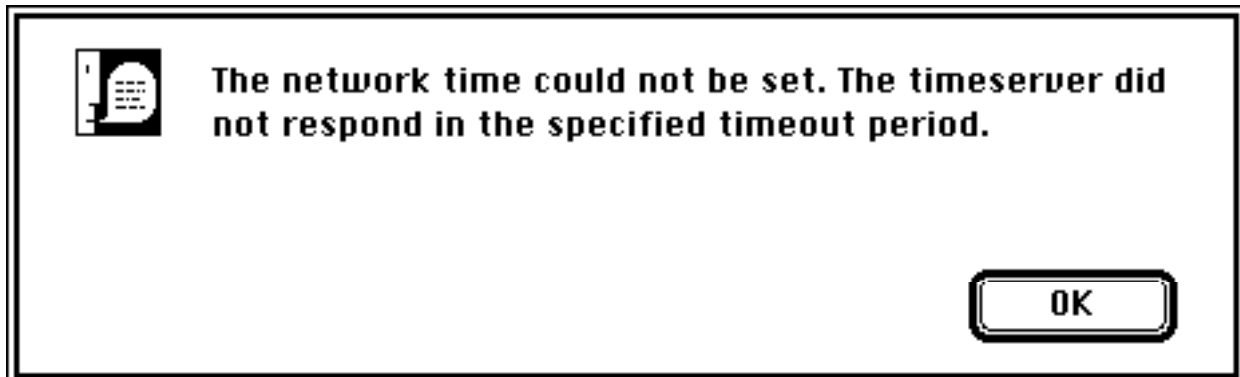 The network time could not be set. The timeserver did
not respond in the specified timeout period.
OK